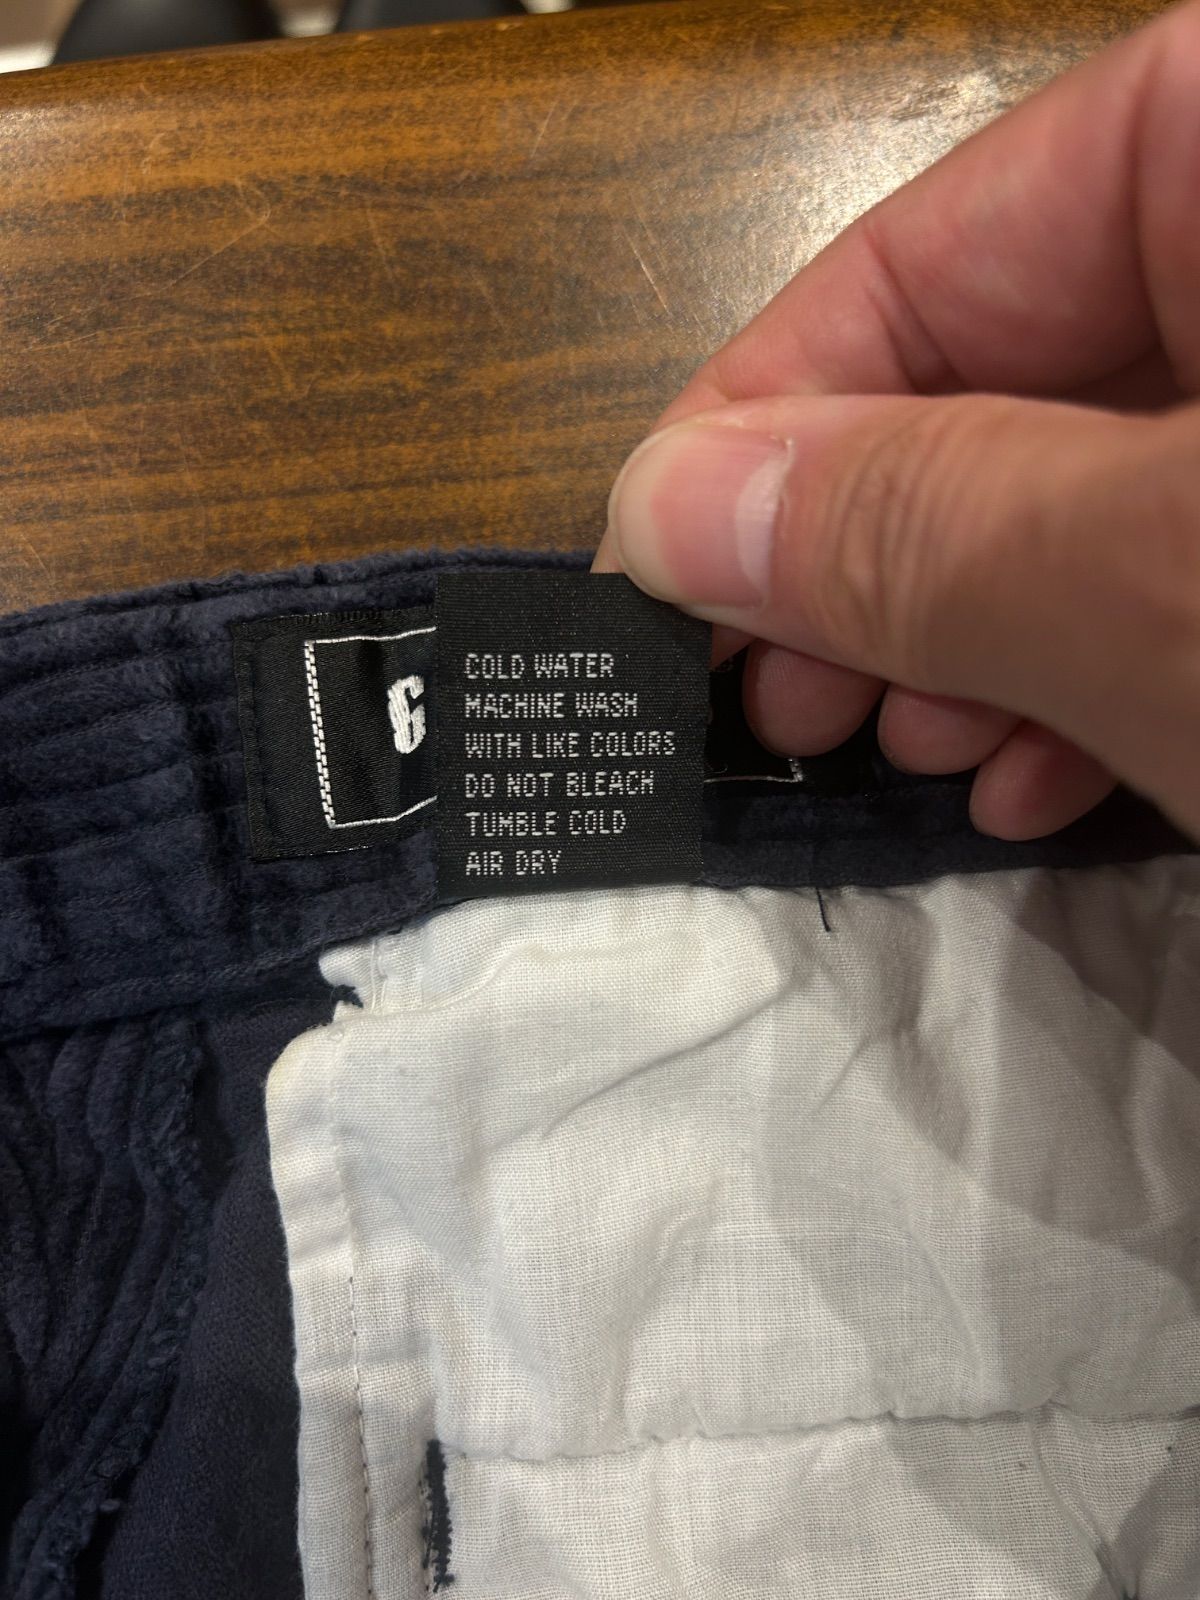 G
COLD WATER
MACHINE WASH
WITH LIKE COLORS
DO NOT BLEACH
TUMBLE COLD
AIR DRY